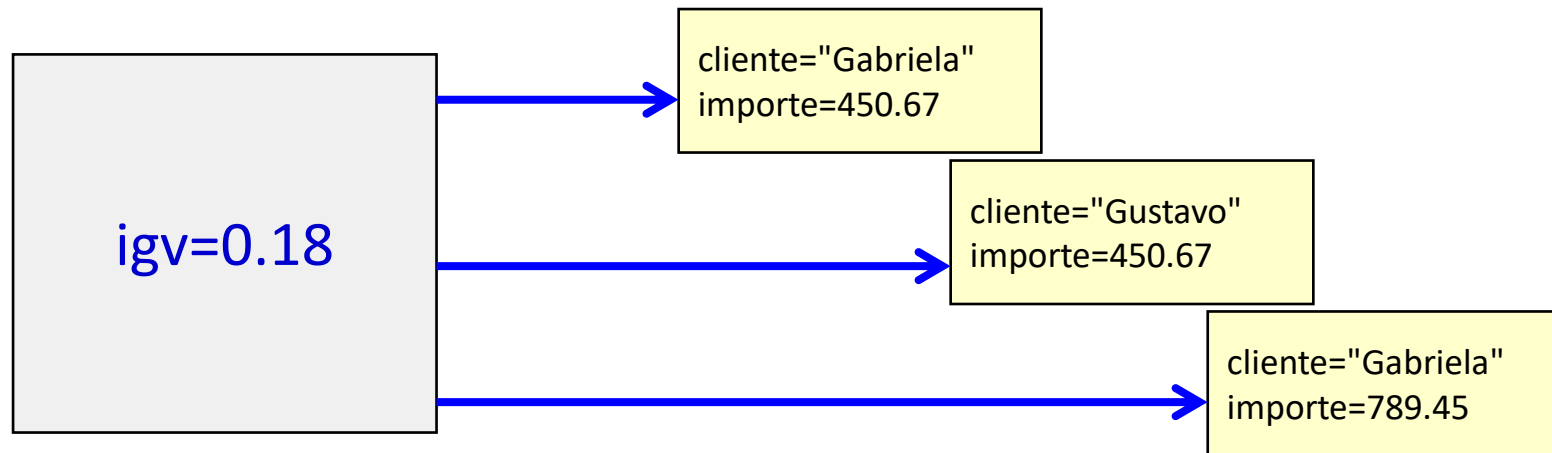 cliente="Gabriela"
importe=450.67
igv=0.18
cliente="Gustavo"
importe=450.67
cliente="Gabriela"
importe=789.45